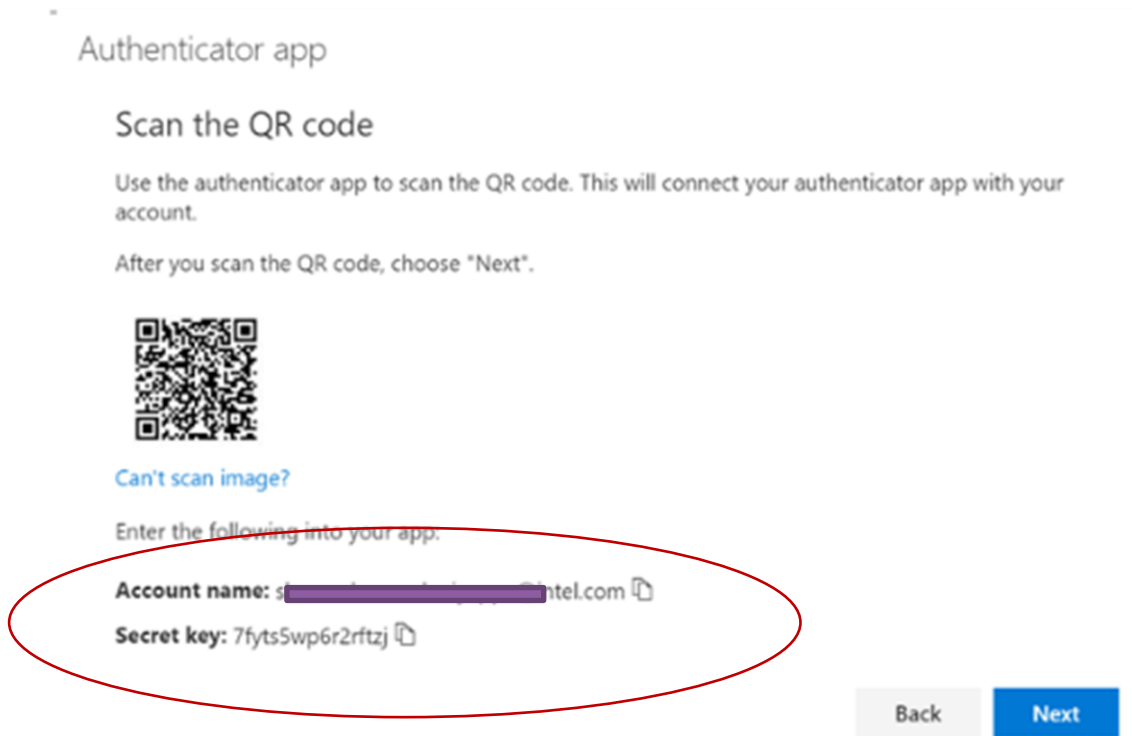 Authenticator app
Scan the QR code
Use the authenticator app to scan the QR code. This will connect your authenticator app with your
account.
After you scan the QR code, choose "Next".
Can't scan image?
Enter the following into your app:
Account name: @intel.com
Secret key: 7fyts5wp6r2rftzj
Back Next